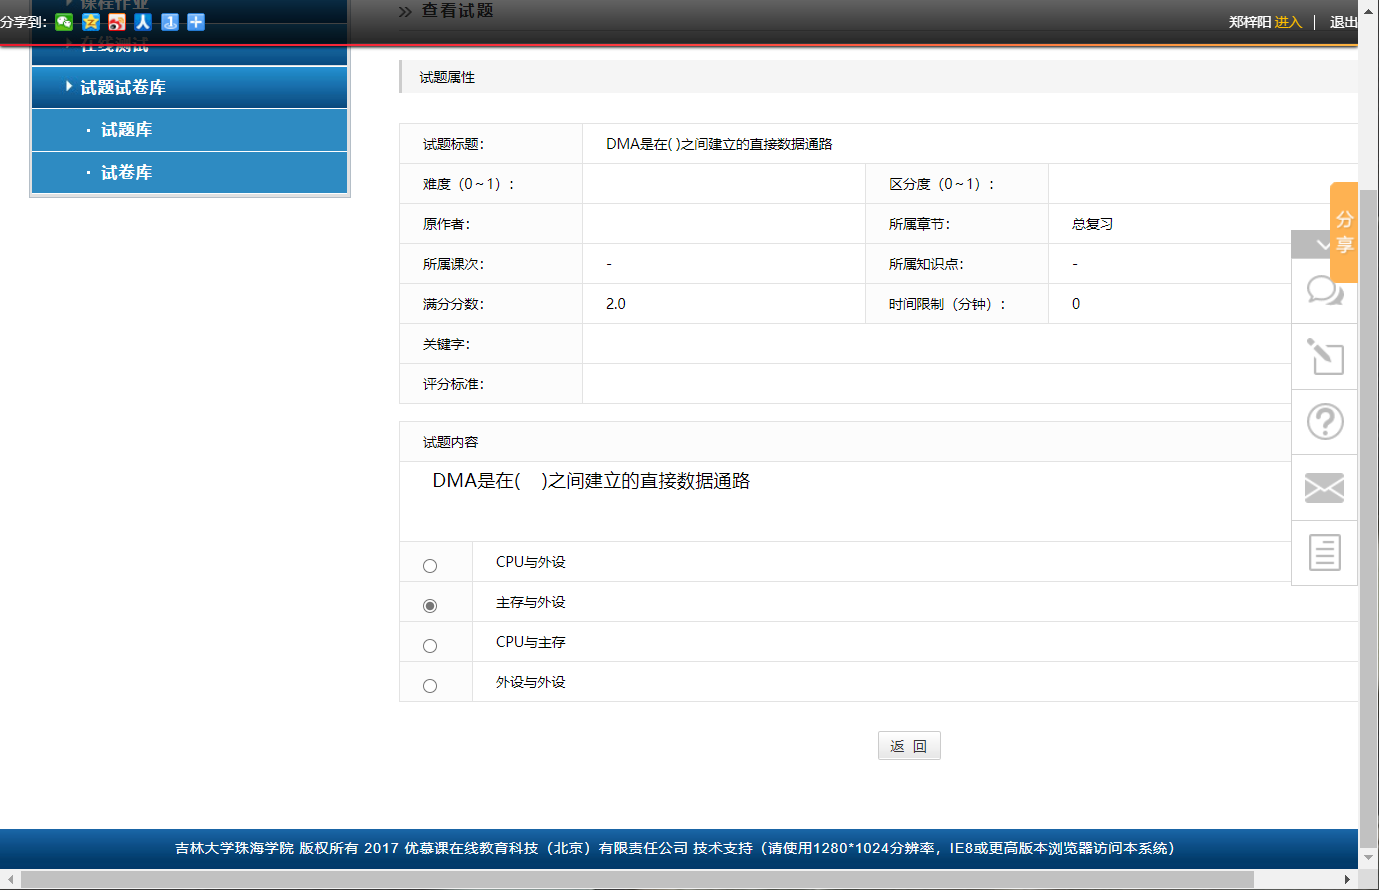 课程作业
分享到：
在线测试
郑梓阳 进入 | 退出
试题试卷库
· 试题库
· 试卷库
查看试题
试题属性
试题标题： DMA是在( )之间建立的直接数据通路
难度（0～1）： 区分度（0～1）：
原作者： 所属章节： 总复习
所属课次： - 所属知识点： -
满分分数： 2.0 时间限制（分钟）： 0
关键字：
评分标准：
分享
试题内容
DMA是在( )之间建立的直接数据通路
CPU与外设
主存与外设
CPU与主存
外设与外设
返 回
吉林大学珠海学院 版权所有 2017 优慕课在线教育科技（北京）有限责任公司 技术支持（请使用1280*1024分辨率，IE8或更高版本浏览器访问本系统）